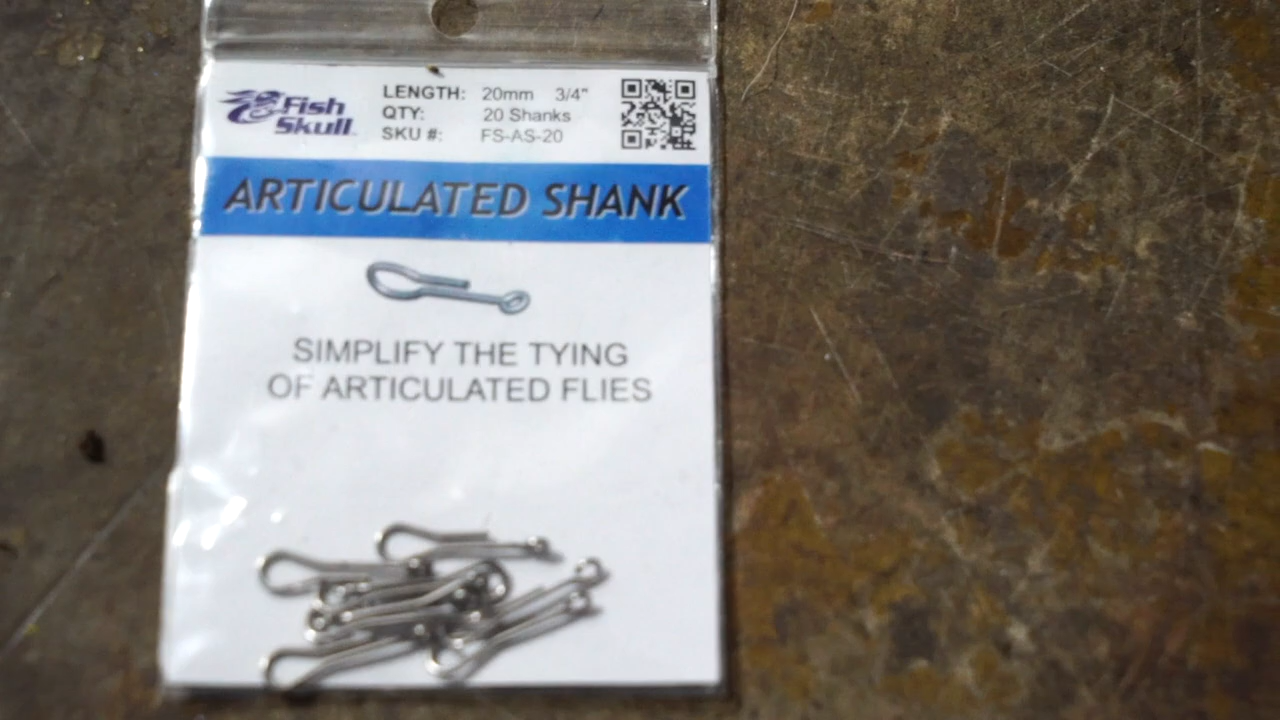 Fish
Skull
LENGTH: 20mm 3/4"
QTY: 20 Shanks
SKU #: FS-AS-20
ARTICULATED SHANK
SIMPLIFY THE TYING
OF ARTICULATED FLIES